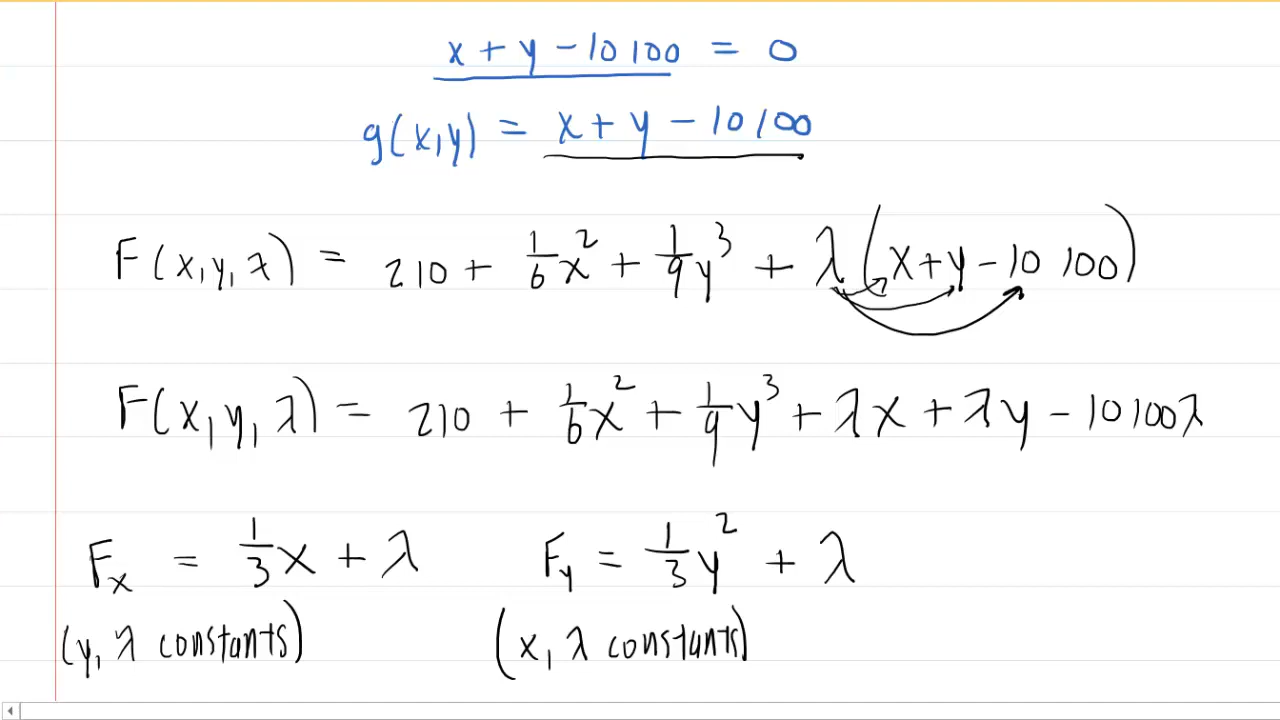 x + y - 10100 = 0
g(x,y) = x + y - 10100
F(x,y,λ) = 210 + 1/6 x² + 1/9 y³ + λ(x + y - 10 100)
F(x,y,λ) = 210 + 1/6 x² + 1/9 y³ + λx + λy - 10100λ
Fx = 1/3 x + λ Fy = 1/3 y² + λ
(y, λ constants) (x, λ constants)